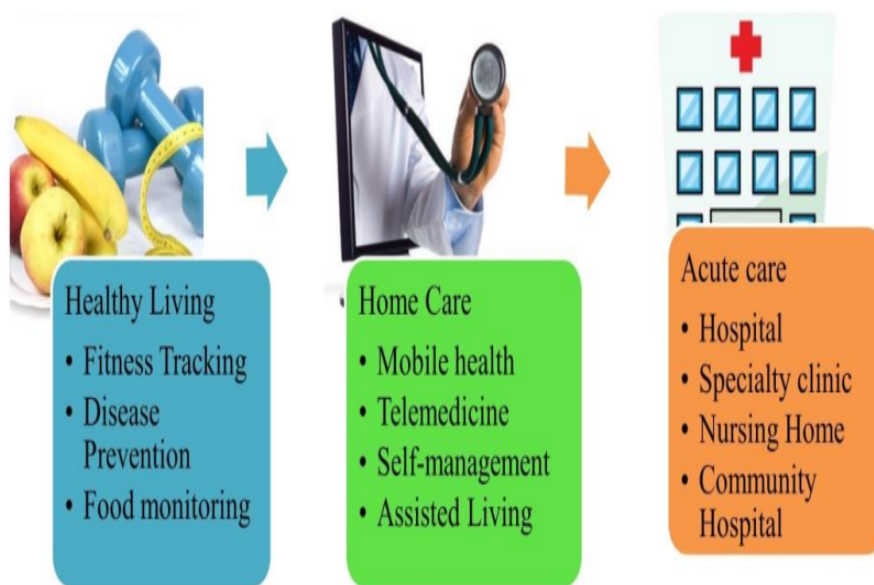 Healthy Living
• Fitness Tracking
• Disease
Prevention
• Food monitoring
Home Care
• Mobile health
• Telemedicine
• Self-management
• Assisted Living
Acute care
• Hospital
• Specialty clinic
• Nursing Home
• Community
Hospital